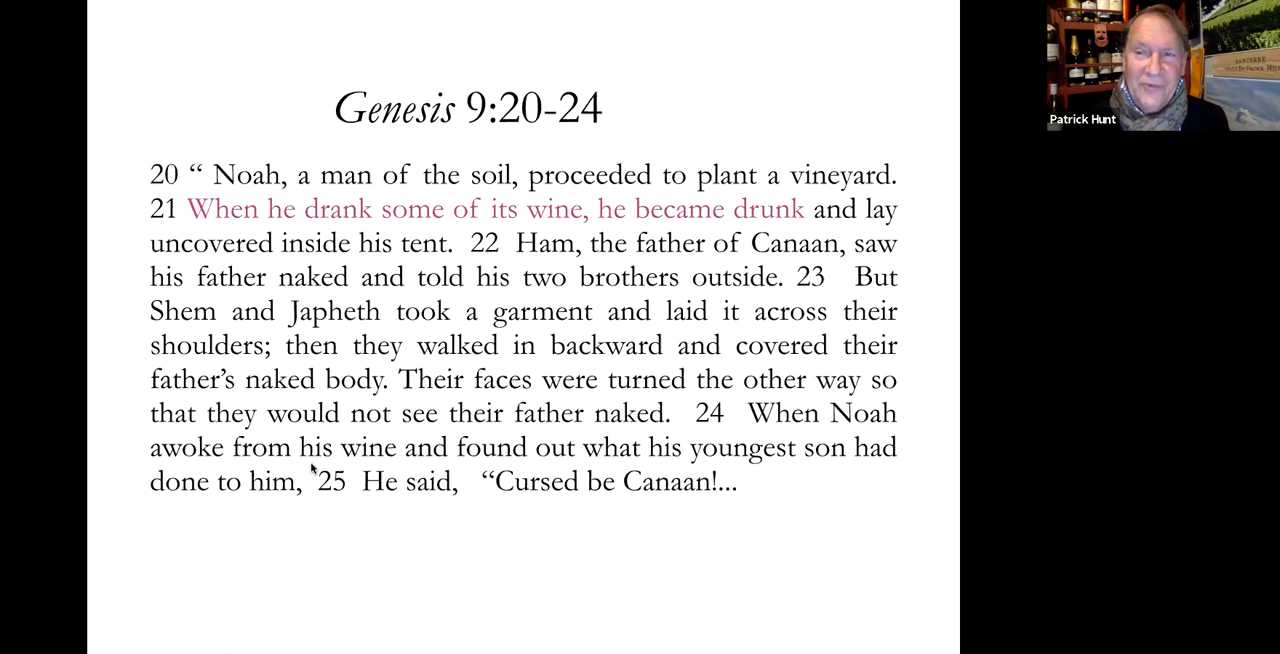 Genesis 9:20-24
20 “ Noah, a man of the soil, proceeded to plant a vineyard.
21 When he drank some of its wine, he became drunk and lay
uncovered inside his tent. 22 Ham, the father of Canaan, saw
his father naked and told his two brothers outside. 23 But
Shem and Japheth took a garment and laid it across their
shoulders; then they walked in backward and covered their
father’s naked body. Their faces were turned the other way so
that they would not see their father naked. 24 When Noah
awoke from his wine and found out what his youngest son had
done to him, 25 He said, “Cursed be Canaan!...
SANCERRE
Patrick Hunt